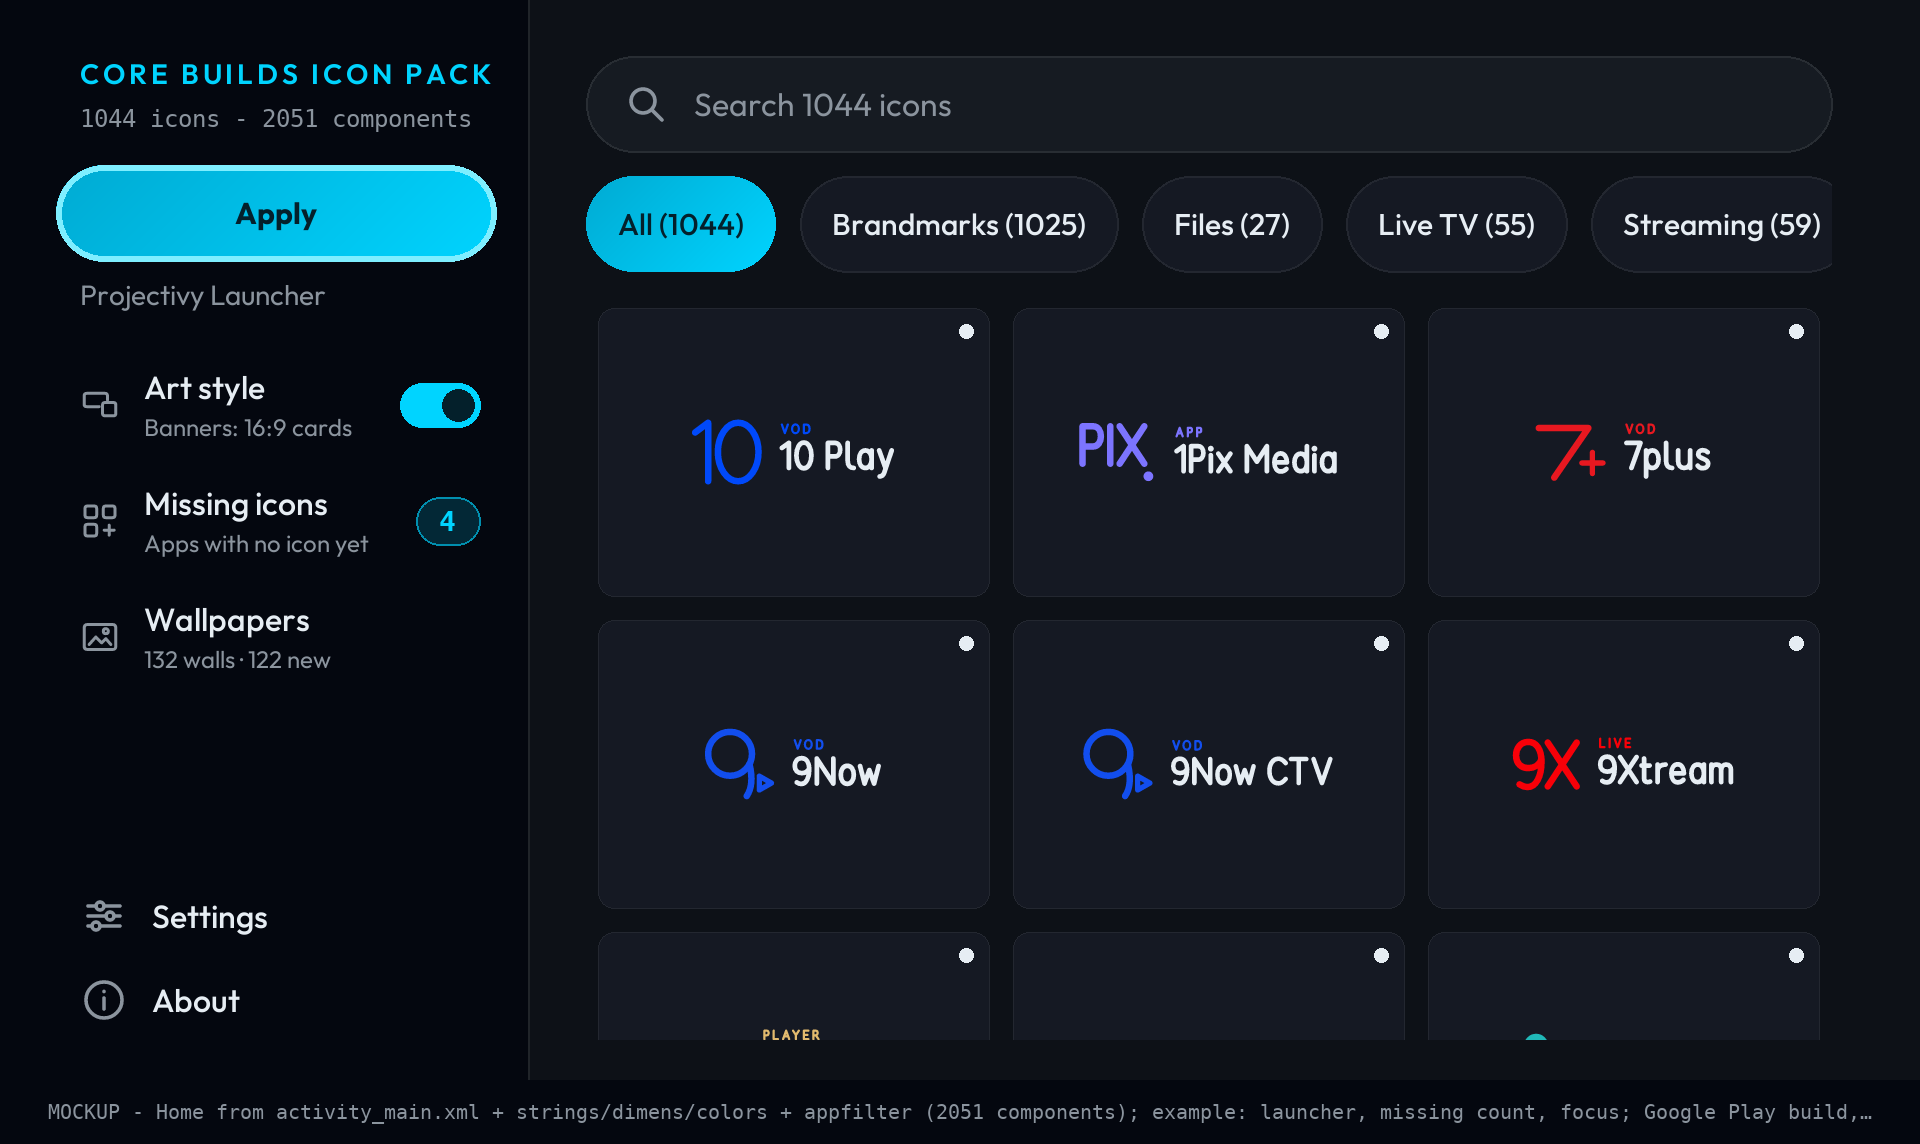 CORE BUILDS ICON PACK
1044 icons - 2051 components
Apply
Projectivy Launcher
Art style
Banners: 16:9 cards
Missing icons
Apps with no icon yet
4
Wallpapers
132 walls · 122 new
Settings
About
Search 1044 icons
All (1044)
Brandmarks (1025)
Files (27)
Live TV (55)
Streaming (59)
10
VOD
10 Play
PIX.
APP
1Pix Media
7+
VOD
7plus
9
VOD
9Now
9
VOD
9Now CTV
9X
LIVE
9Xtream
PLAYER
MOCKUP - Home from activity_main.xml + strings/dimens/colors + appfilter (2051 components); example: launcher, missing count, focus; Google Play build,…